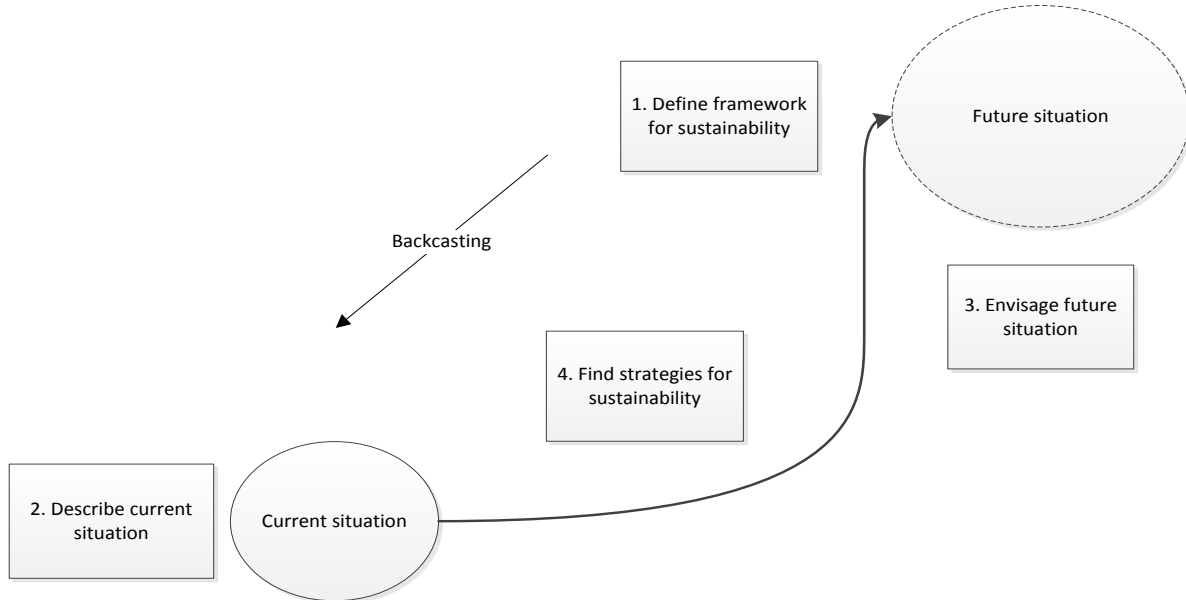 1. Define framework
for sustainability
Future situation
Backcasting
3. Envisage future
situation
4. Find strategies for
sustainability
2. Describe current
situation
Current situation